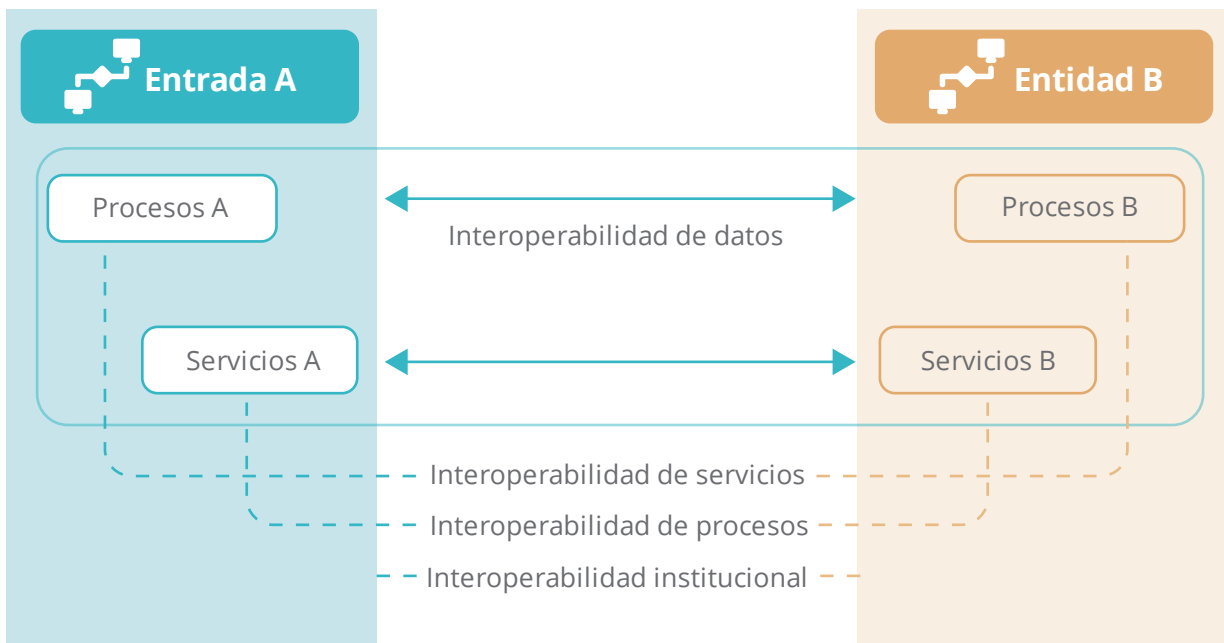 Entrada A
Entidad B
Procesos A
Procesos B
Interoperabilidad de datos
Servicios A
Servicios B
Interoperabilidad de servicios
Interoperabilidad de procesos
Interoperabilidad institucional